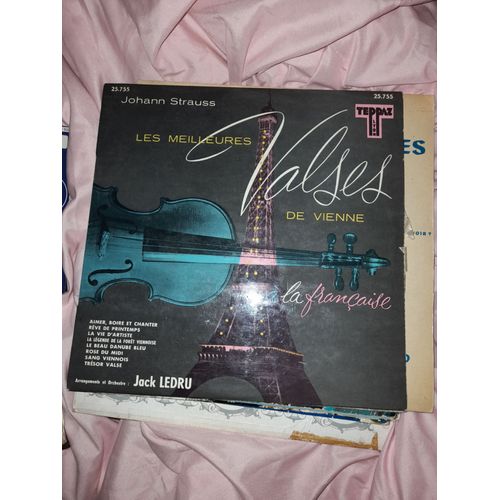 25.755
25.755
Johann Strauss
TEPPAZ
LES MEILLEURES
Valses
DE VIENNE
à la française
AIMER, BOIRE ET CHANTER
RÊVE DE PRINTEMPS
LA VIE D'ARTISTE
LA LÉGENDE DE LA FORÊT VIENNOISE
LE BEAU DANUBE BLEU
ROSE DU MIDI
SANG VIENNOIS
TRÉSOR VALSE
Arrangements et Orchestre : Jack LEDRU
ES